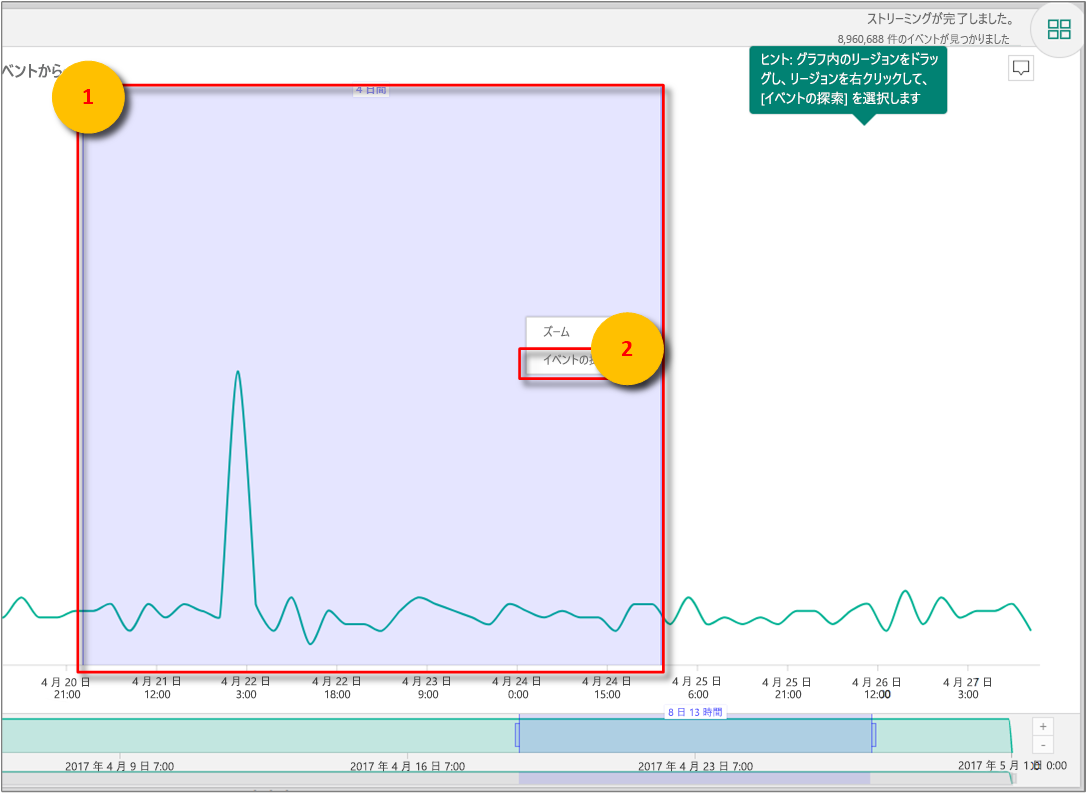 ストリーミングが完了しました。
8,960,688 件のイベントが見つかりました
ヒント: グラフ内のリージョンをドラッ
グし、リージョンを右クリックして、
[イベントの探索] を選択します
ベントから
1
4 日間
ズーム
イベントの
2
4 月 20 日 4 月 21 日 4 月 22 日 4 月 22 日 4 月 23 日 4 月 24 日 4 月 24 日 4 月 25 日 4 月 25 日 4 月 26 日 4 月 27 日
21:00 12:00 3:00 18:00 9:00 0:00 15:00 6:00 21:00 12:00 3:00
8 日 13 時間
+
-
2017 年 4 月 9 日 7:00 2017 年 4 月 16 日 7:00 2017 年 4 月 23 日 7:00 2017 年 5 月 1 日 0:00